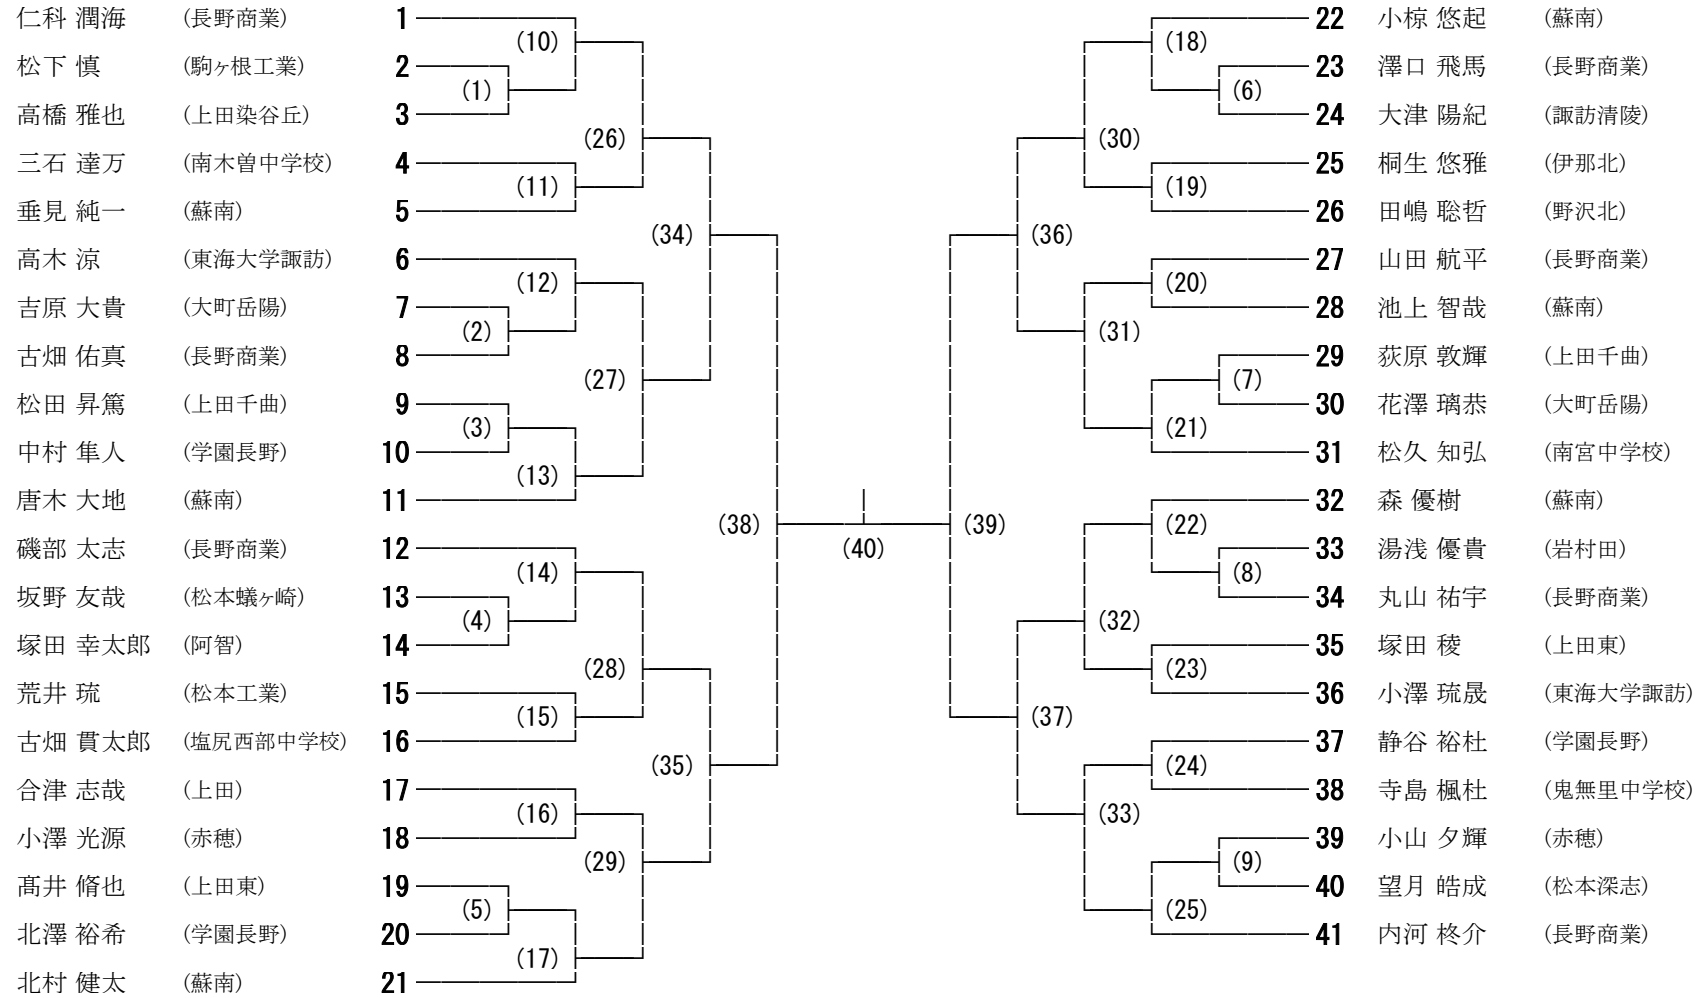 仁科 潤海 (長野商業) 1
松下 慎 (駒ヶ根工業) 2
高橋 雅也 (上田染谷丘) 3
三石 達万 (南木曽中学校) 4
垂見 純一 (蘇南) 5
高木 涼 (東海大学諏訪) 6
吉原 大貴 (大町岳陽) 7
古畑 佑真 (長野商業) 8
松田 昇篤 (上田千曲) 9
中村 隼人 (学園長野) 10
唐木 大地 (蘇南) 11
磯部 太志 (長野商業) 12
坂野 友哉 (松本蟻ヶ崎) 13
塚田 幸太郎 (阿智) 14
荒井 琉 (松本工業) 15
古畑 貫太郎 (塩尻西部中学校) 16
合津 志哉 (上田) 17
小澤 光源 (赤穂) 18
髙井 脩也 (上田東) 19
北澤 裕希 (学園長野) 20
北村 健太 (蘇南) 21
(1)
(2)
(3)
(4)
(5)
(10)
(11)
(12)
(13)
(14)
(15)
(16)
(17)
(26)
(27)
(28)
(29)
(34)
(35)
(38)
(40)
(39)
(36)
(37)
(30)
(31)
(32)
(33)
(18)
(19)
(20)
(21)
(22)
(23)
(24)
(25)
(6)
(7)
(8)
(9)
22 小椋 悠起 (蘇南)
23 澤口 飛馬 (長野商業)
24 大津 陽紀 (諏訪清陵)
25 桐生 悠雅 (伊那北)
26 田嶋 聡哲 (野沢北)
27 山田 航平 (長野商業)
28 池上 智哉 (蘇南)
29 荻原 敦輝 (上田千曲)
30 花澤 璃恭 (大町岳陽)
31 松久 知弘 (南宮中学校)
32 森 優樹 (蘇南)
33 湯浅 優貴 (岩村田)
34 丸山 祐宇 (長野商業)
35 塚田 稜 (上田東)
36 小澤 琉晟 (東海大学諏訪)
37 静谷 裕杜 (学園長野)
38 寺島 楓杜 (鬼無里中学校)
39 小山 夕輝 (赤穂)
40 望月 皓成 (松本深志)
41 内河 柊介 (長野商業)